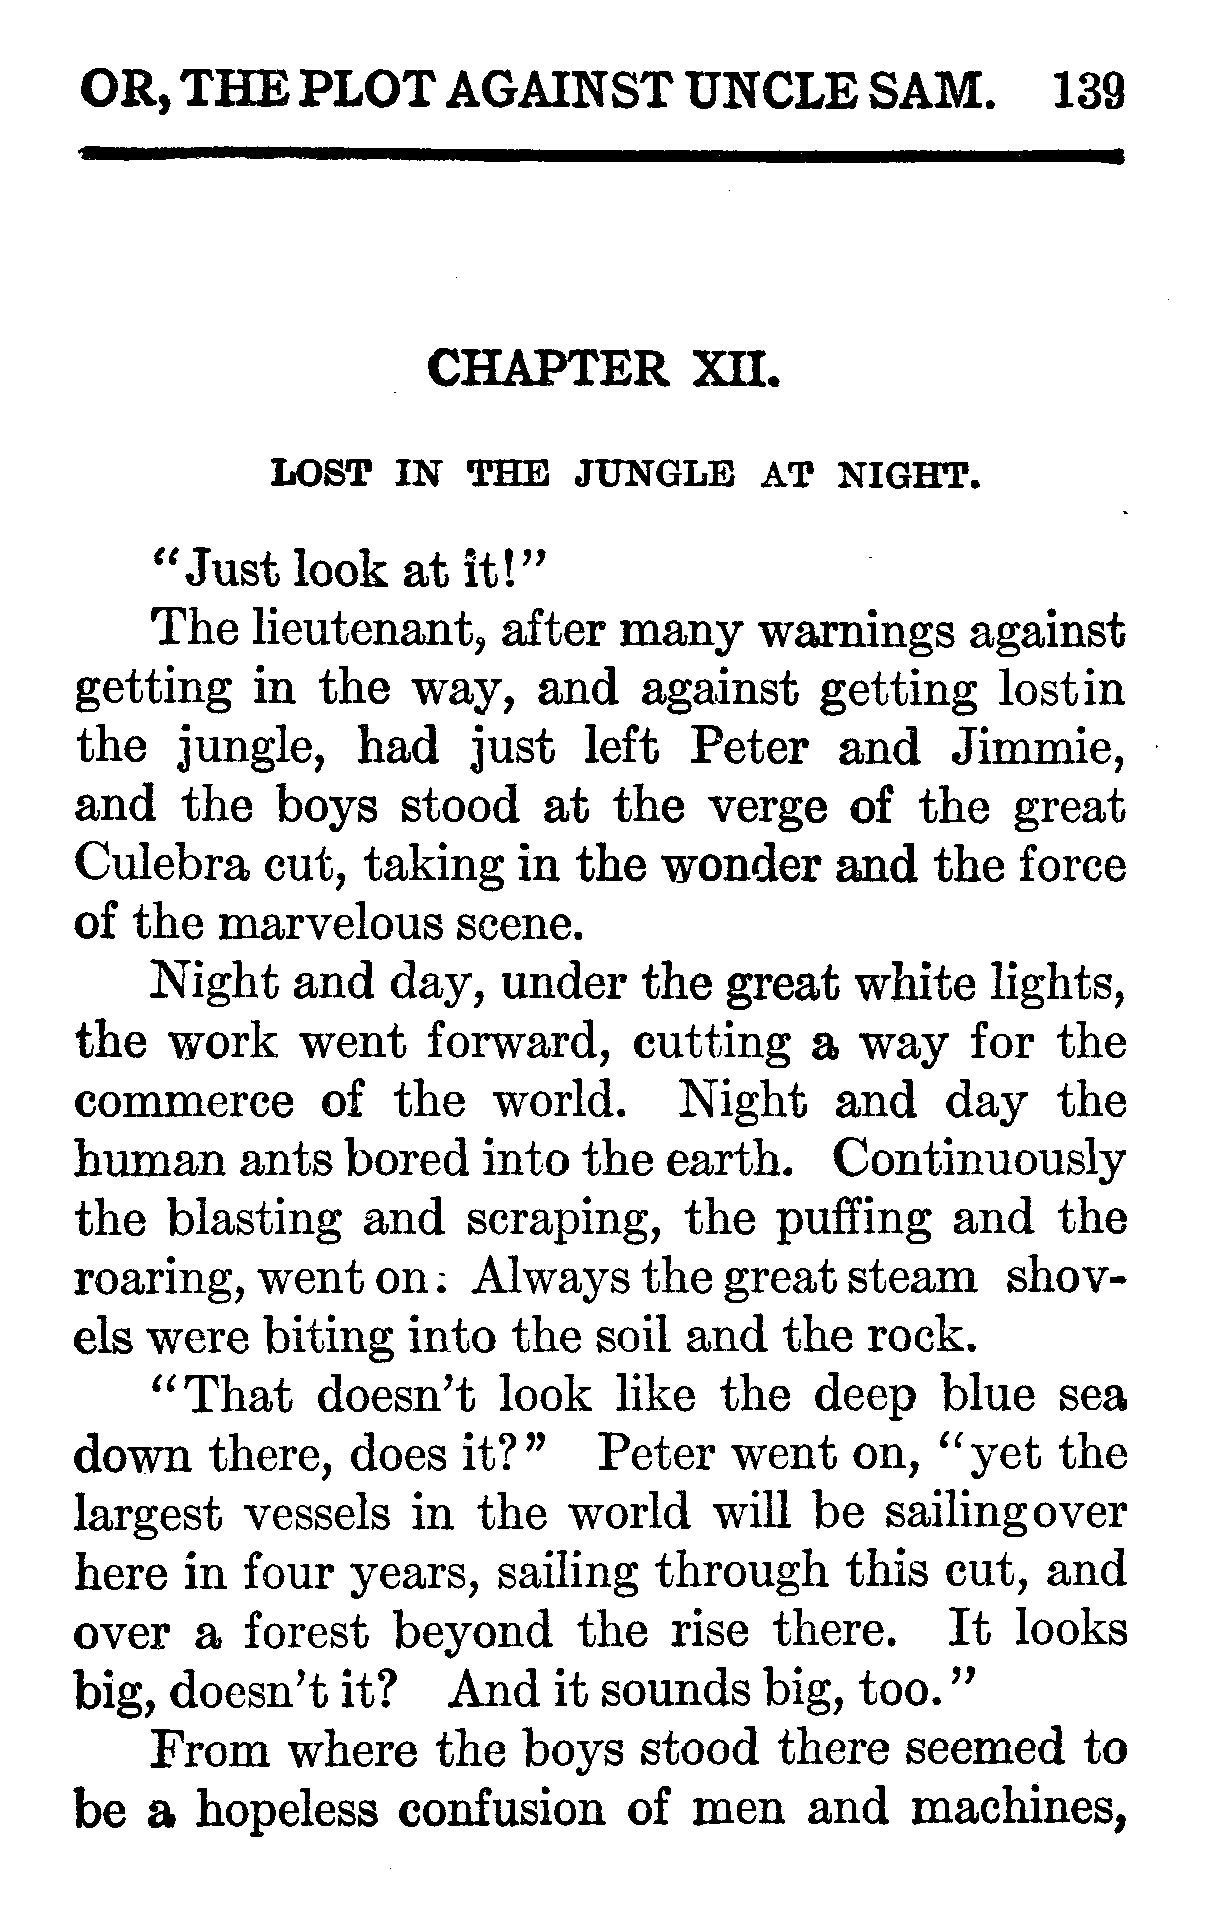 OR, THE PLOT AGAINST UNCLE SAM. 139
CHAPTER XII.
LOST IN THE JUNGLE AT NIGHT.
"Just look at it!"
The lieutenant, after many warnings against
getting in the way, and against getting lostin
the jungle, had just left Peter and Jimmie,
and the boys stood at the verge of the great
Culebra cut, taking in the wonder and the force
of the marvelous scene.
Night and day, under the great white lights,
the work went forward, cutting a way for the
commerce of the world. Night and day the
human ants bored into the earth. Continuously
the blasting and scraping, the puffing and the
roaring, went on: Always the great steam shov-
els were biting into the soil and the rock.
"That doesn't look like the deep blue sea
down there, does it?" Peter went on, "yet the
largest vessels in the world will be sailingover
here in four years, sailing through this cut, and
over a forest beyond the rise there. It looks
big, doesn't it? And it sounds big, too."
From where the boys stood there seemed to
be a hopeless confusion of men and machines,